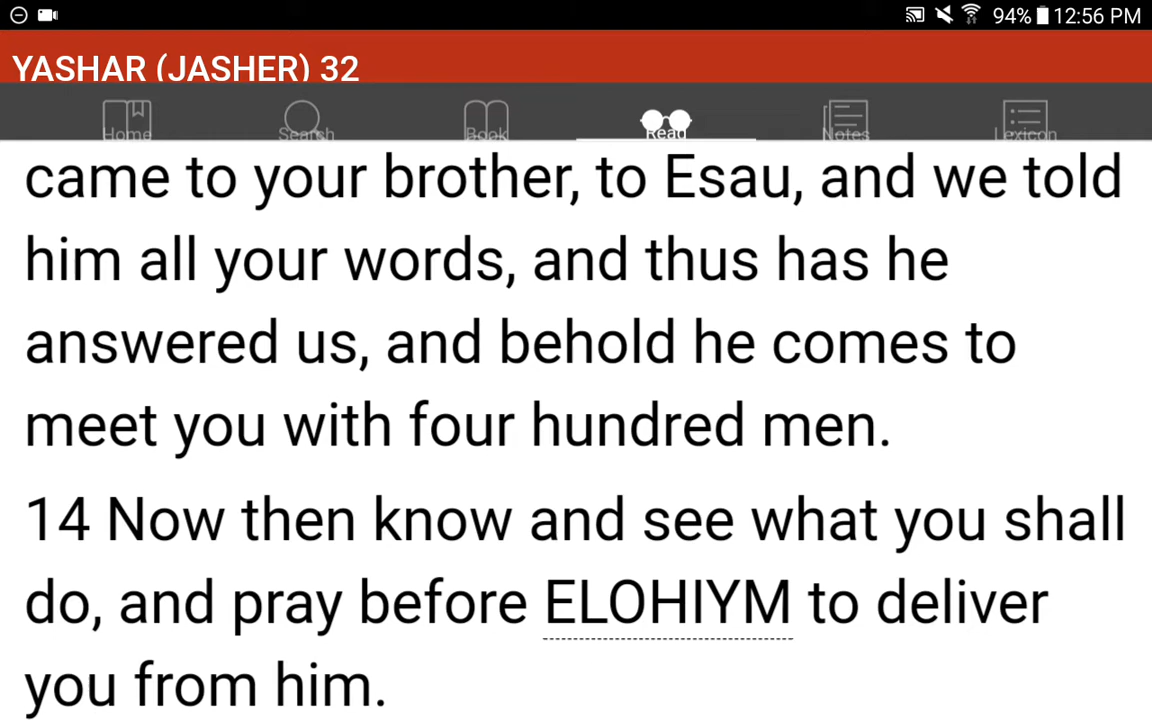 94% 12:56 PM
YASHAR (JASHER) 32
Home Search Book Read Notes Lexicon
came to your brother, to Esau, and we told
him all your words, and thus has he
answered us, and behold he comes to
meet you with four hundred men.
14 Now then know and see what you shall
do, and pray before ELOHIYM to deliver
you from him.